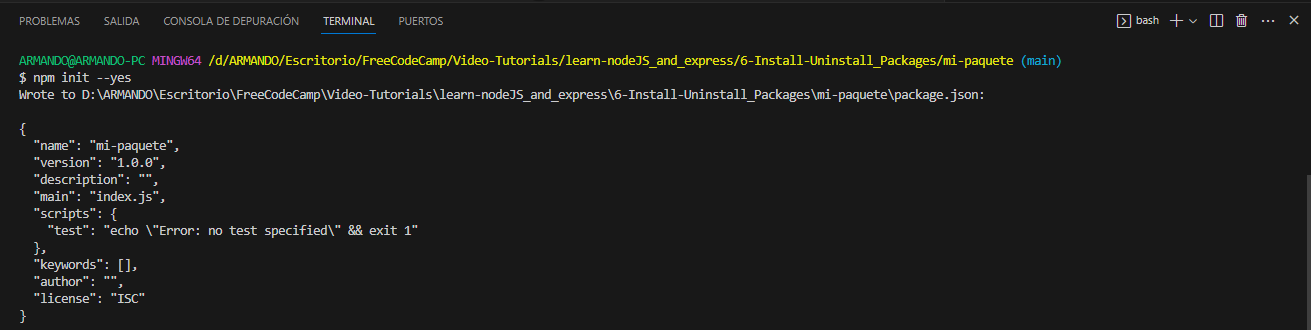 PROBLEMAS SALIDA CONSOLA DE DEPURACIÓN TERMINAL PUERTOS bash
ARMANDO@ARMANDO-PC MINGW64 /d/ARMANDO/Escritorio/FreeCodeCamp/Video-Tutorials/learn-nodeJS_and_express/6-Install-Uninstall_Packages/mi-paquete (main)
$ npm init --yes
Wrote to D:\ARMANDO\Escritorio\FreeCodeCamp\Video-Tutorials\learn-nodeJS_and_express\6-Install-Uninstall_Packages\mi-paquete\package.json:
{
  "name": "mi-paquete",
  "version": "1.0.0",
  "description": "",
  "main": "index.js",
  "scripts": {
    "test": "echo \"Error: no test specified\" && exit 1"
  },
  "keywords": [],
  "author": "",
  "license": "ISC"
}